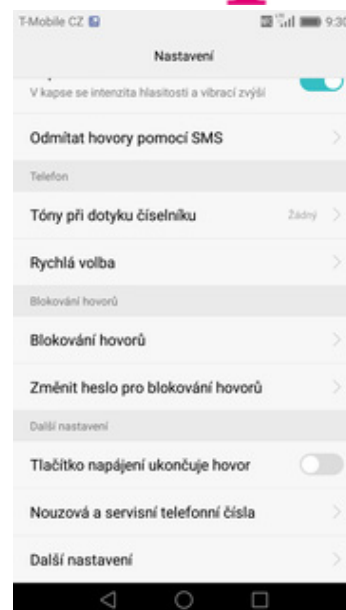 T-Mobile CZ 9:30
Nastavení
V kapse se intenzita hlasitosti a vibrací zvýší
Odmítat hovory pomocí SMS
Telefon
Tóny při dotyku číselníku Žádný
Rychlá volba
Blokování hovorů
Blokování hovorů
Změnit heslo pro blokování hovorů
Další nastavení
Tlačítko napájení ukončuje hovor
Nouzová a servisní telefonní čísla
Další nastavení